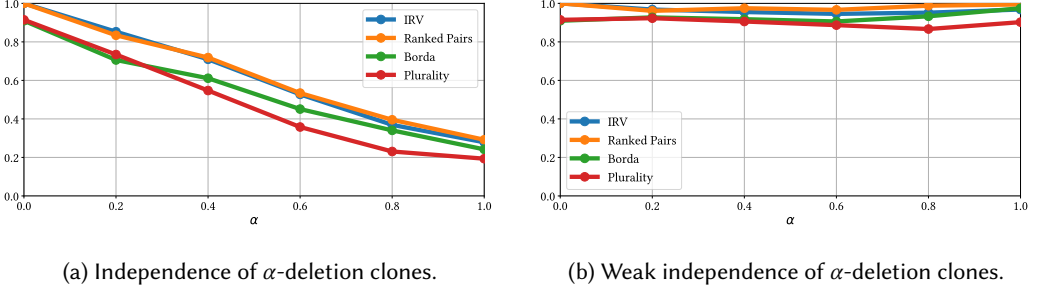 1.0
0.8
0.6
0.4
0.2
0.0
0.0 0.2 0.4 0.6 0.8 1.0
α
IRV
Ranked Pairs
Borda
Plurality
(a) Independence of α-deletion clones.
1.0
0.8
0.6
0.4
0.2
0.0
0.0 0.2 0.4 0.6 0.8 1.0
α
IRV
Ranked Pairs
Borda
Plurality
(b) Weak independence of α-deletion clones.